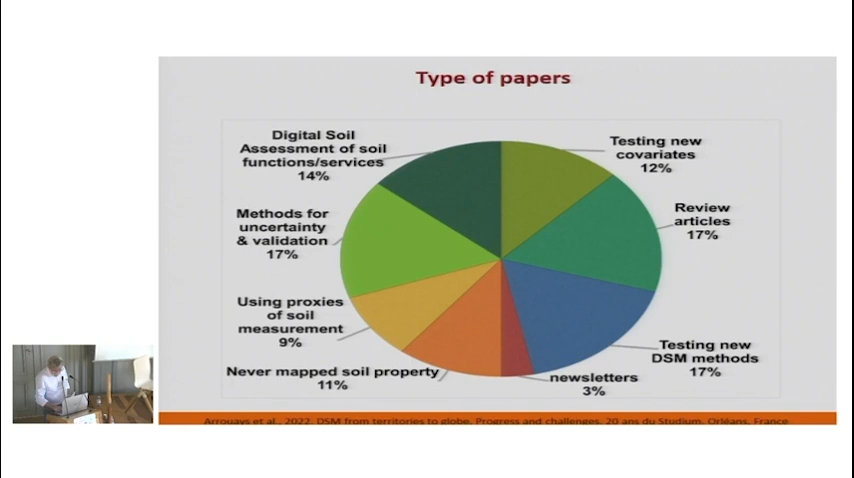 Type of papers
Digital Soil
Assessment of soil
functions/services
14%
Testing new
covariates
12%
Review
articles
17%
Methods for
uncertainty
& validation
17%
Using proxies
of soil
measurement
9%
Testing new
DSM methods
17%
Never mapped soil property
11%
newsletters
3%
Arrouays et al., 2022. DSM from territories to globe. Progress and challenges. 20 ans du Studium. Orléans, France